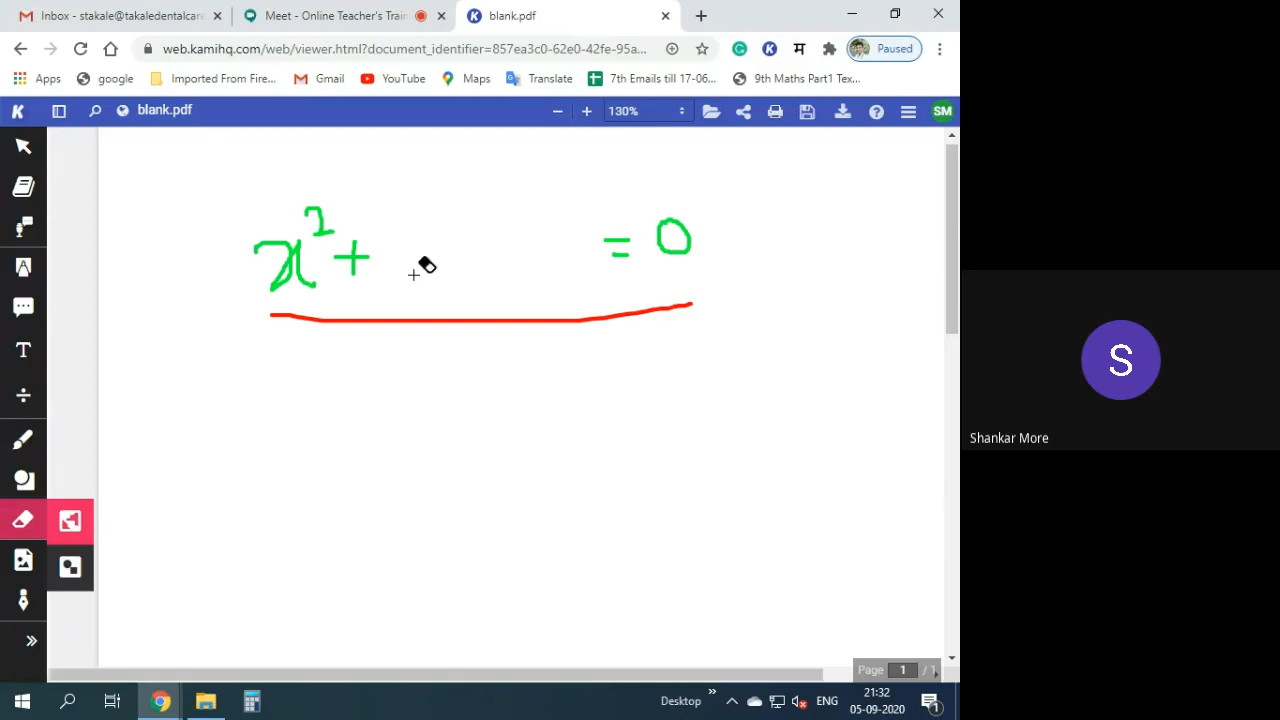 Inbox - stakale@takaledentalcare
Meet - Online Teacher's Train
blank.pdf
web.kamihq.com/web/viewer.html?document_identifier=857ea3c0-62e0-42fe-95a...
Paused
Apps
google
Imported From Fire...
Gmail
YouTube
Maps
Translate
7th Emails till 17-06...
9th Maths Part1 Tex...
blank.pdf
130%
SM
x² + = 0
S
Shankar More
Page 1 / 1
Desktop
ENG
21:32
05-09-2020